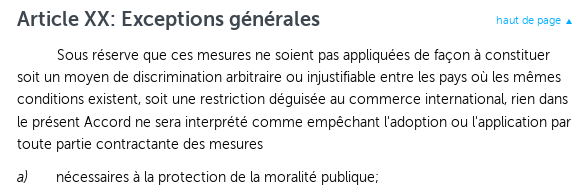 Article XX: Exceptions générales
haut de page ▲
Sous réserve que ces mesures ne soient pas appliquées de façon à constituer
soit un moyen de discrimination arbitraire ou injustifiable entre les pays où les mêmes
conditions existent, soit une restriction déguisée au commerce international, rien dans
le présent Accord ne sera interprété comme empêchant l'adoption ou l'application par
toute partie contractante des mesures
a) nécessaires à la protection de la moralité publique;